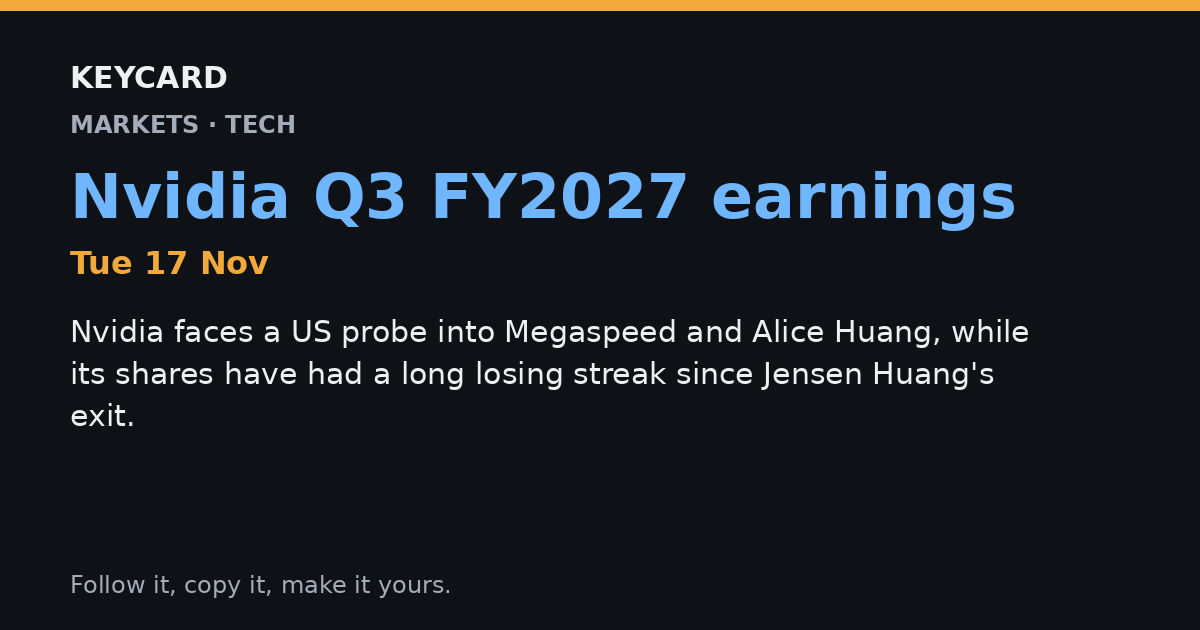 KEYCARD
MARKETS · TECH
Nvidia Q3 FY2027 earnings
Tue 17 Nov
Nvidia faces a US probe into Megaspeed and Alice Huang, while
its shares have had a long losing streak since Jensen Huang's
exit.
Follow it, copy it, make it yours.